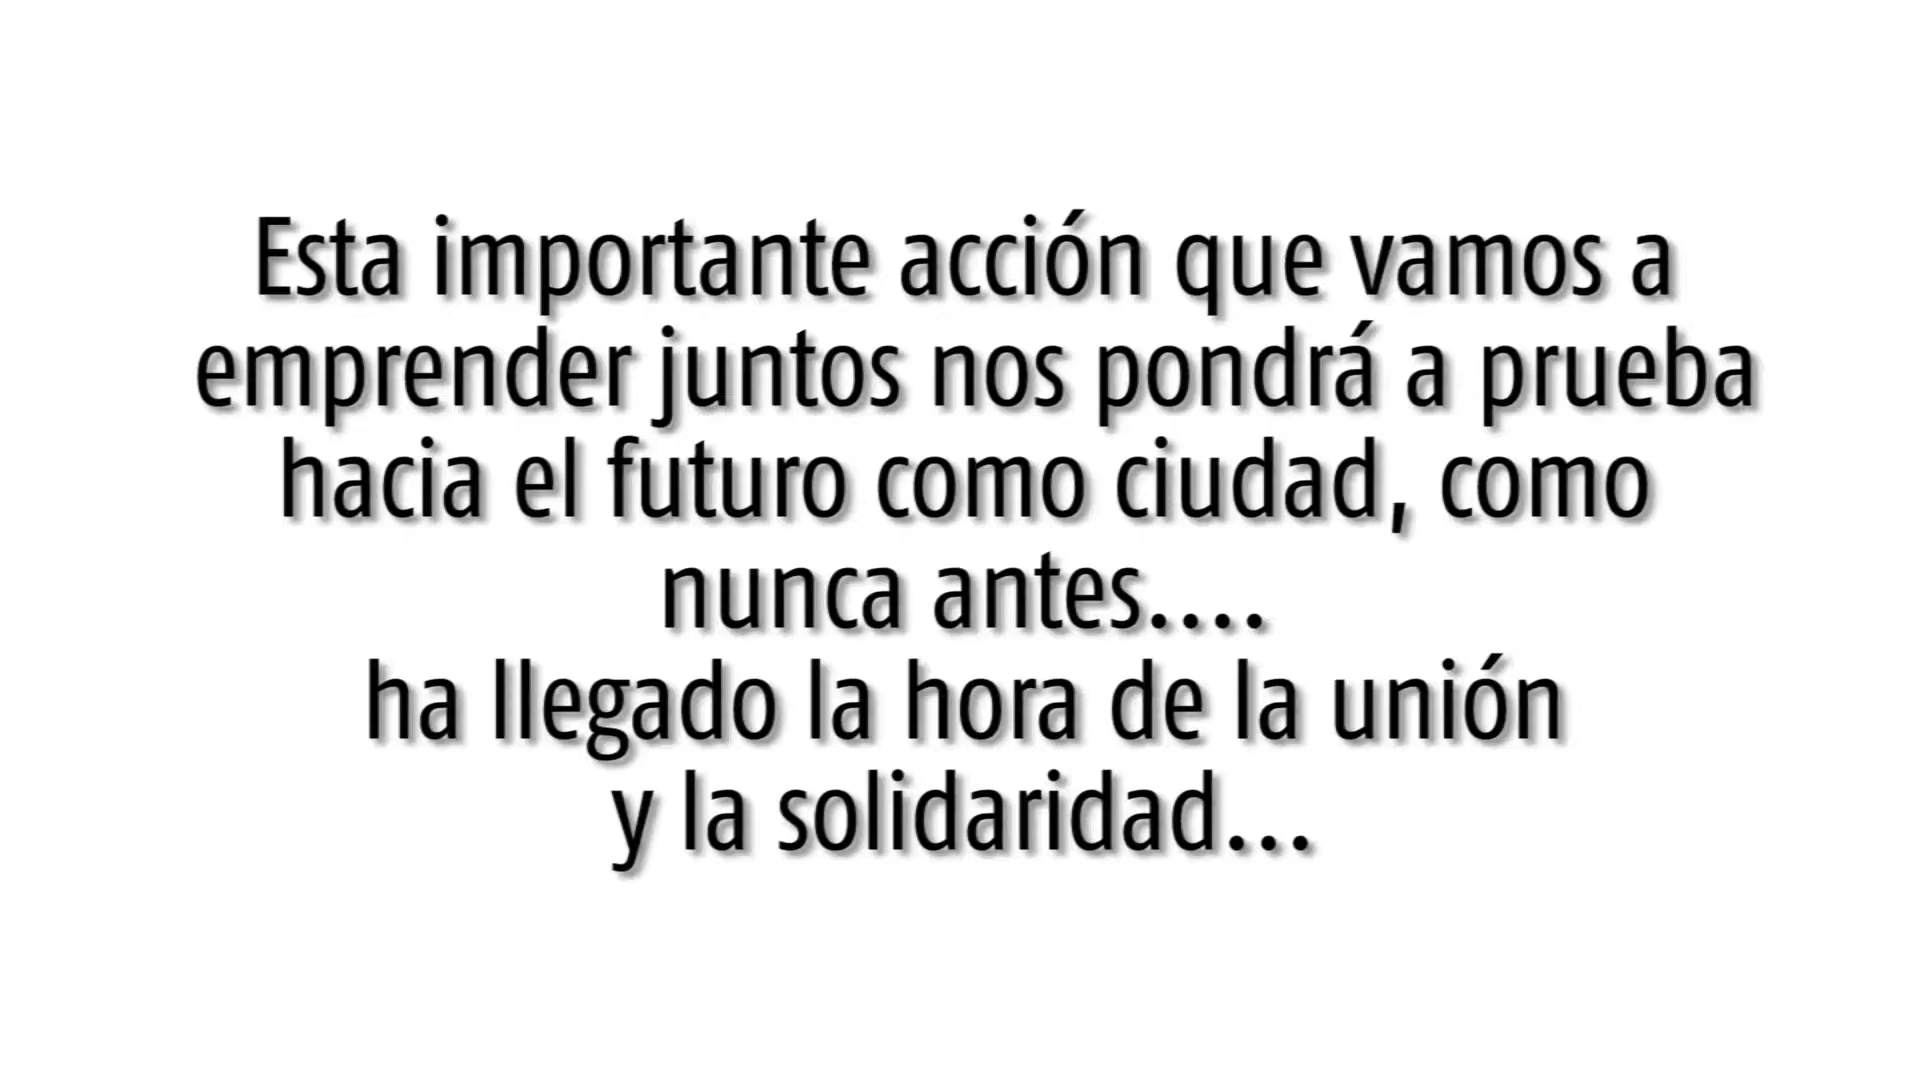 Esta importante acción que vamos a
emprender juntos nos pondrá a prueba
hacia el futuro como ciudad, como
nunca antes....
ha llegado la hora de la unión
y la solidaridad...